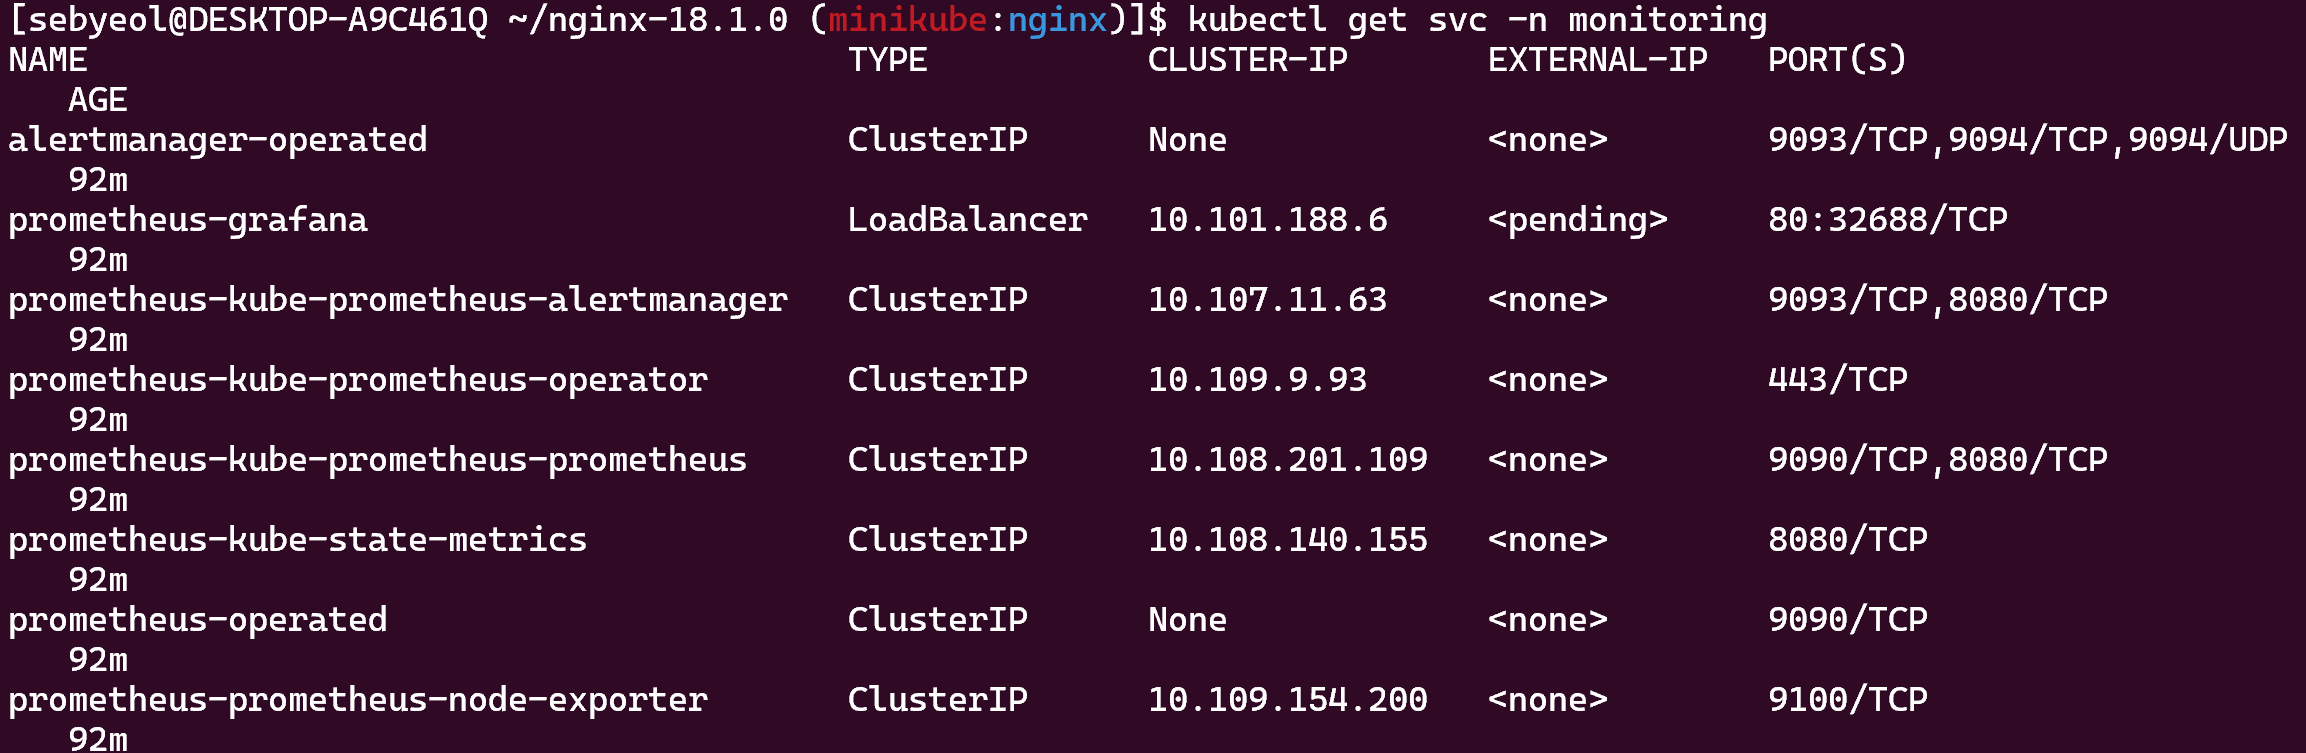 [sebyeol@DESKTOP-A9C461Q ~/nginx-18.1.0 (minikube:nginx)]$ kubectl get svc -n monitoring
NAME                                      TYPE           CLUSTER-IP       EXTERNAL-IP   PORT(S)
   AGE
alertmanager-operated                     ClusterIP      None             <none>        9093/TCP,9094/TCP,9094/UDP
   92m
prometheus-grafana                        LoadBalancer   10.101.188.6     <pending>     80:32688/TCP
   92m
prometheus-kube-prometheus-alertmanager   ClusterIP      10.107.11.63     <none>        9093/TCP,8080/TCP
   92m
prometheus-kube-prometheus-operator       ClusterIP      10.109.9.93      <none>        443/TCP
   92m
prometheus-kube-prometheus-prometheus     ClusterIP      10.108.201.109   <none>        9090/TCP,8080/TCP
   92m
prometheus-kube-state-metrics             ClusterIP      10.108.140.155   <none>        8080/TCP
   92m
prometheus-operated                       ClusterIP      None             <none>        9090/TCP
   92m
prometheus-prometheus-node-exporter       ClusterIP      10.109.154.200   <none>        9100/TCP
   92m